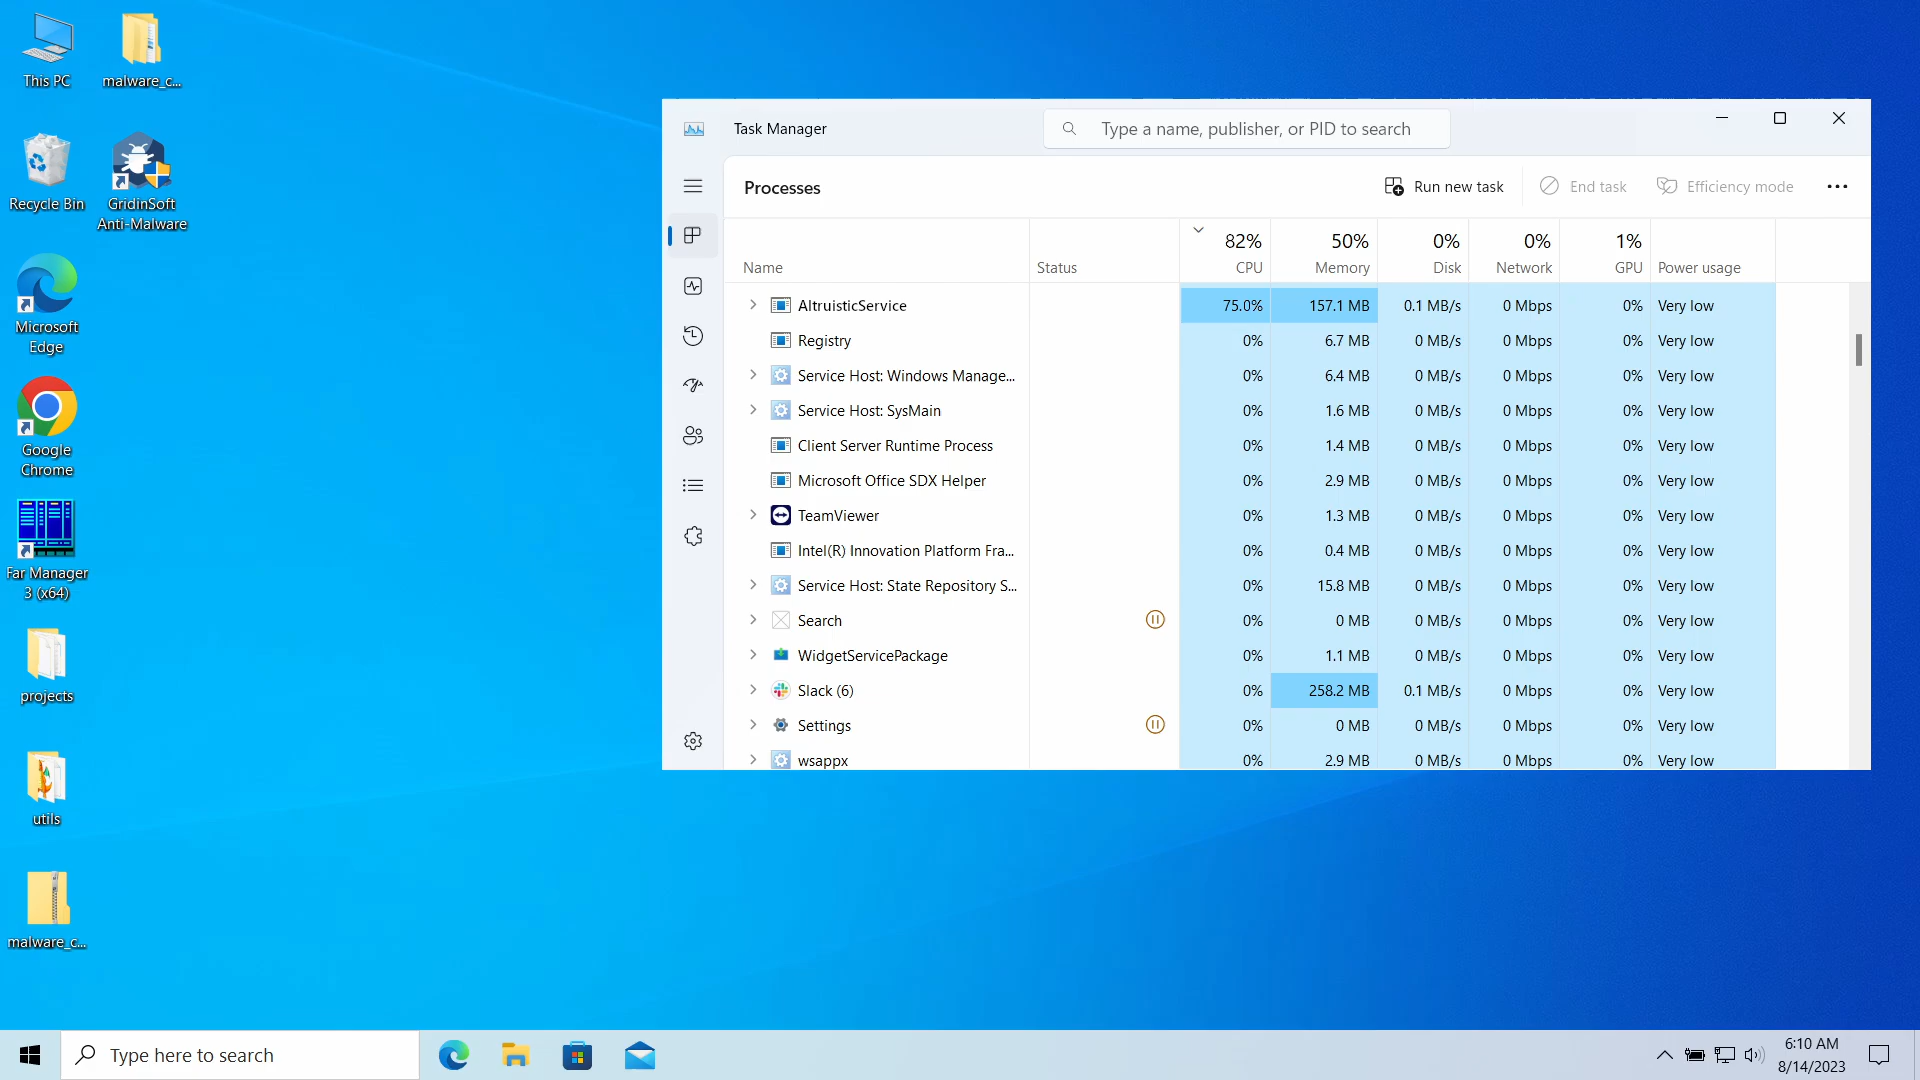 This PC
malware_c...
Recycle Bin
GridinSoft
Anti-Malware
Microsoft
Edge
Google
Chrome
Far Manager
3 (x64)
projects
utils
malware_c...
Task Manager
Type a name, publisher, or PID to search
Processes
Run new task
End task
Efficiency mode
82% 50% 0% 0% 1%
Name Status CPU Memory Disk Network GPU Power usage
AltruisticService 75.0% 157.1 MB 0.1 MB/s 0 Mbps 0% Very low
Registry 0% 6.7 MB 0 MB/s 0 Mbps 0% Very low
Service Host: Windows Manage... 0% 6.4 MB 0 MB/s 0 Mbps 0% Very low
Service Host: SysMain 0% 1.6 MB 0 MB/s 0 Mbps 0% Very low
Client Server Runtime Process 0% 1.4 MB 0 MB/s 0 Mbps 0% Very low
Microsoft Office SDX Helper 0% 2.9 MB 0 MB/s 0 Mbps 0% Very low
TeamViewer 0% 1.3 MB 0 MB/s 0 Mbps 0% Very low
Intel(R) Innovation Platform Fra... 0% 0.4 MB 0 MB/s 0 Mbps 0% Very low
Service Host: State Repository S... 0% 15.8 MB 0 MB/s 0 Mbps 0% Very low
Search 0% 0 MB 0 MB/s 0 Mbps 0% Very low
WidgetServicePackage 0% 1.1 MB 0 MB/s 0 Mbps 0% Very low
Slack (6) 0% 258.2 MB 0.1 MB/s 0 Mbps 0% Very low
Settings 0% 0 MB 0 MB/s 0 Mbps 0% Very low
wsappx 0% 2.9 MB 0 MB/s 0 Mbps 0% Very low
Type here to search
6:10 AM
8/14/2023